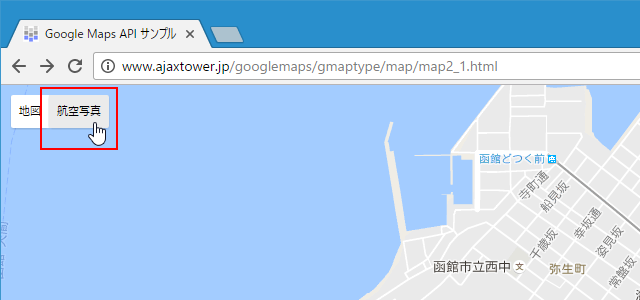 Google Maps API サンプル
www.ajaxtower.jp/googlemaps/gmaptype/map/map2_1.html
地図
航空写真
函館どつく前
寺町通
船見坂
幸坂通
千歳坂
姿見坂
常盤坂
函館市立西中
弥生町